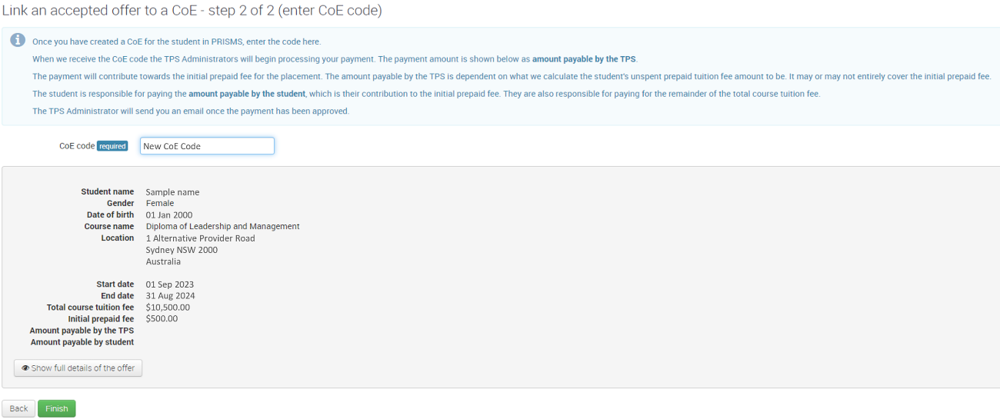 Link an accepted offer to a CoE - step 2 of 2 (enter CoE code)
Once you have created a CoE for the student in PRISMS, enter the code here.
When we receive the CoE code the TPS Administrators will begin processing your payment. The payment amount is shown below as amount payable by the TPS.
The payment will contribute towards the initial prepaid fee for the placement. The amount payable by the TPS is dependent on what we calculate the student's unspent prepaid tuition fee amount to be. It may or may not entirely cover the initial prepaid fee.
The student is responsible for paying the amount payable by the student, which is their contribution to the initial prepaid fee. They are also responsible for paying for the remainder of the total course tuition fee.
The TPS Administrator will send you an email once the payment has been approved.
CoE code required New CoE Code
Student name Sample name
Gender Female
Date of birth 01 Jan 2000
Course name Diploma of Leadership and Management
Location 1 Alternative Provider Road
Sydney NSW 2000
Australia
Start date 01 Sep 2023
End date 31 Aug 2024
Total course tuition fee $10,500.00
Initial prepaid fee $500.00
Amount payable by the TPS
Amount payable by student
Show full details of the offer
Back Finish